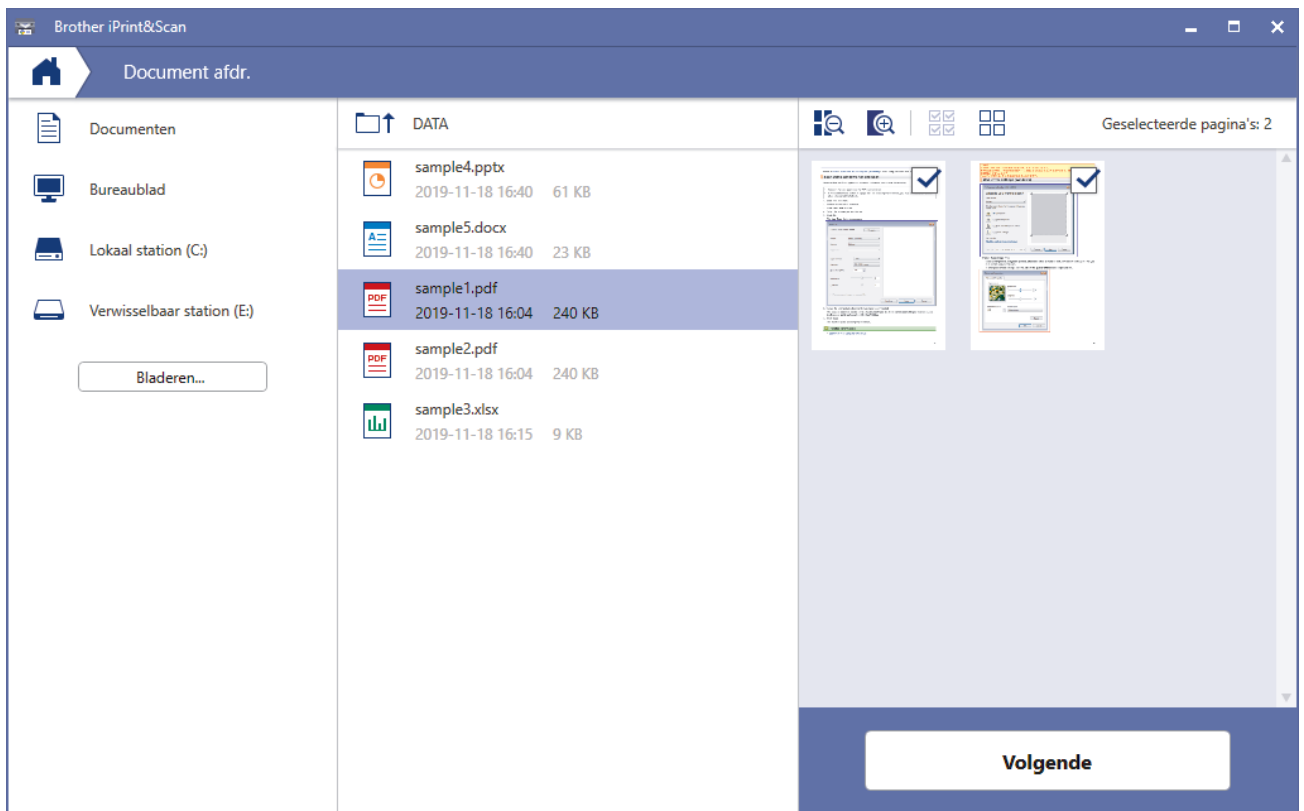 Brother iPrint&Scan
Document afdr.
Documenten
Bureaublad
Lokaal station (C:)
Verwisselbaar station (E:)
Bladeren...
DATA
sample4.pptx
2019-11-18 16:40 61 KB
sample5.docx
2019-11-18 16:40 23 KB
PDF
sample1.pdf
2019-11-18 16:04 240 KB
PDF
sample2.pdf
2019-11-18 16:04 240 KB
sample3.xlsx
2019-11-18 16:15 9 KB
Geselecteerde pagina's: 2
Volgende